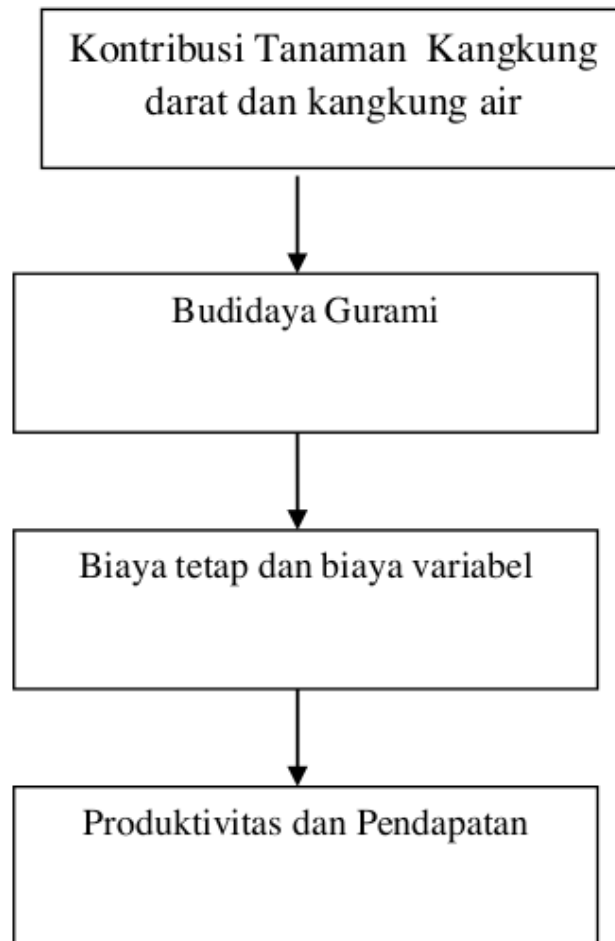 Kontribusi Tanaman Kangkung
darat dan kangkung air
Budidaya Gurami
Biaya tetap dan biaya variabel
Produktivitas dan Pendapatan